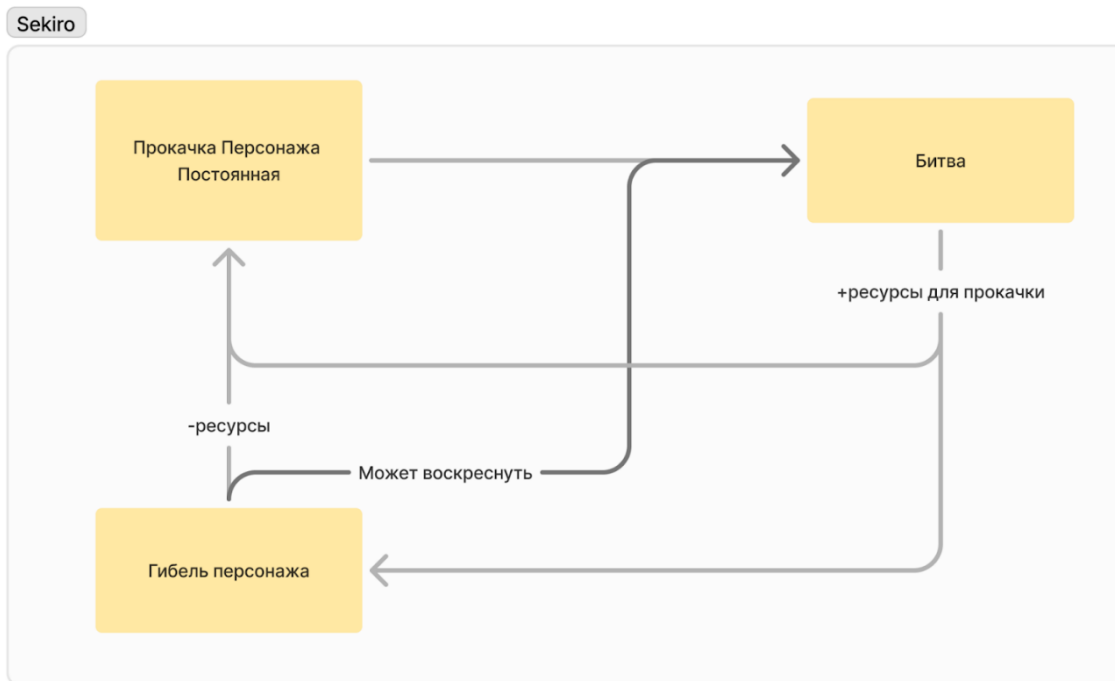 Sekiro
Прокачка Персонажа
Постоянная
Битва
+ресурсы для прокачки
-ресурсы
Может воскреснуть
Гибель персонажа